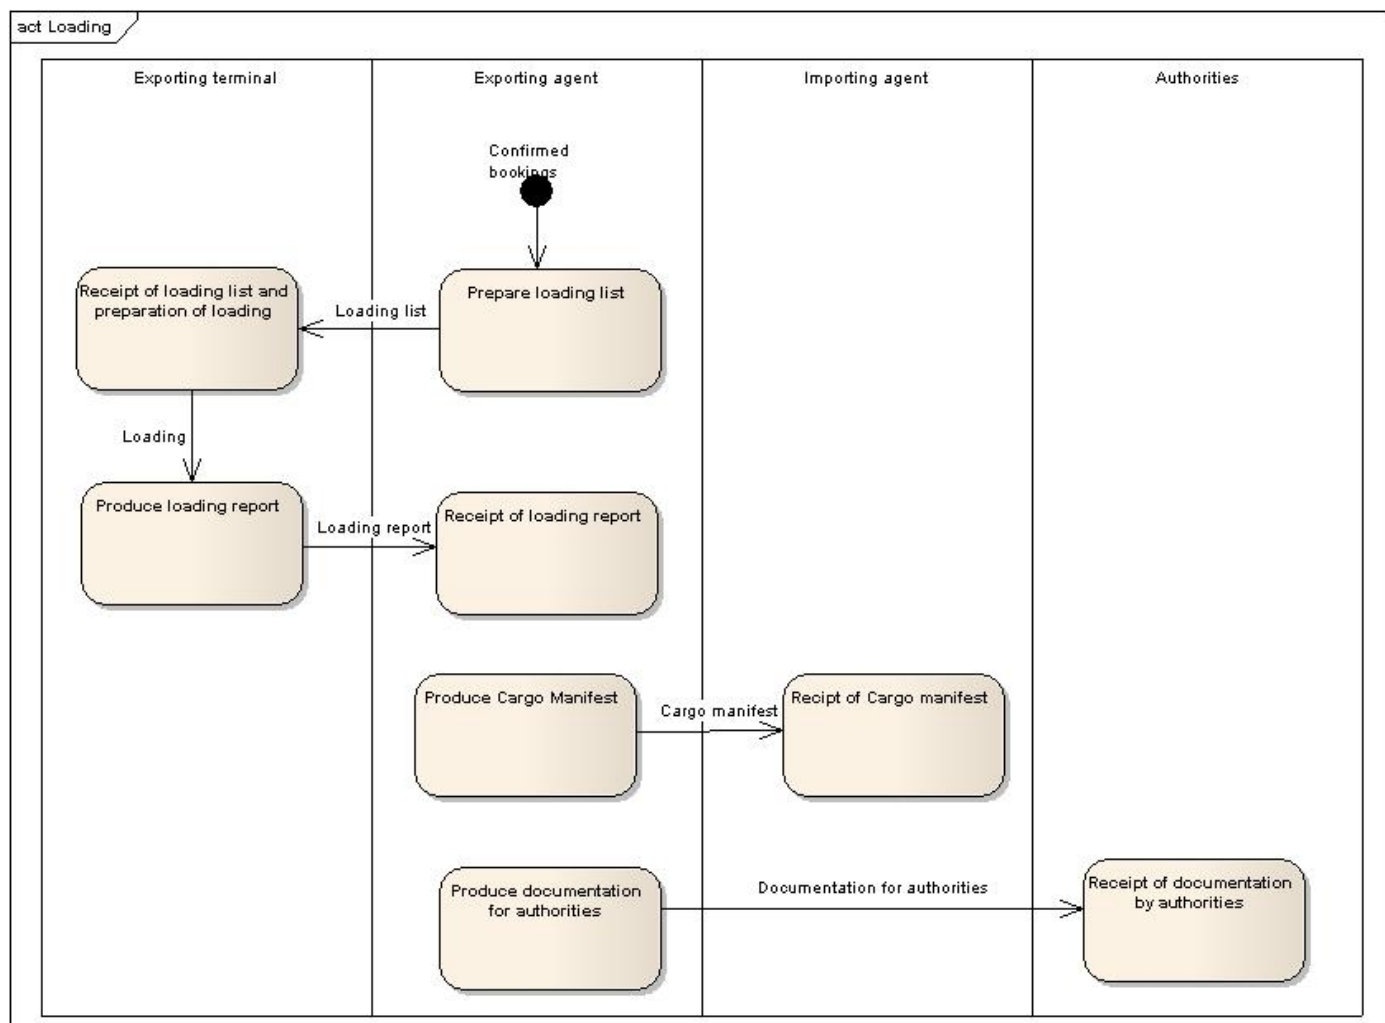 act Loading
Exporting terminal
Exporting agent
Importing agent
Authorities
Confirmed
bookings
Receipt of loading list and
preparation of loading
Loading list
Prepare loading list
Loading
Produce loading report
Loading report
Receipt of loading report
Produce Cargo Manifest
Cargo manifest
Recipt of Cargo manifest
Produce documentation
for authorities
Documentation for authorities
Receipt of documentation
by authorities